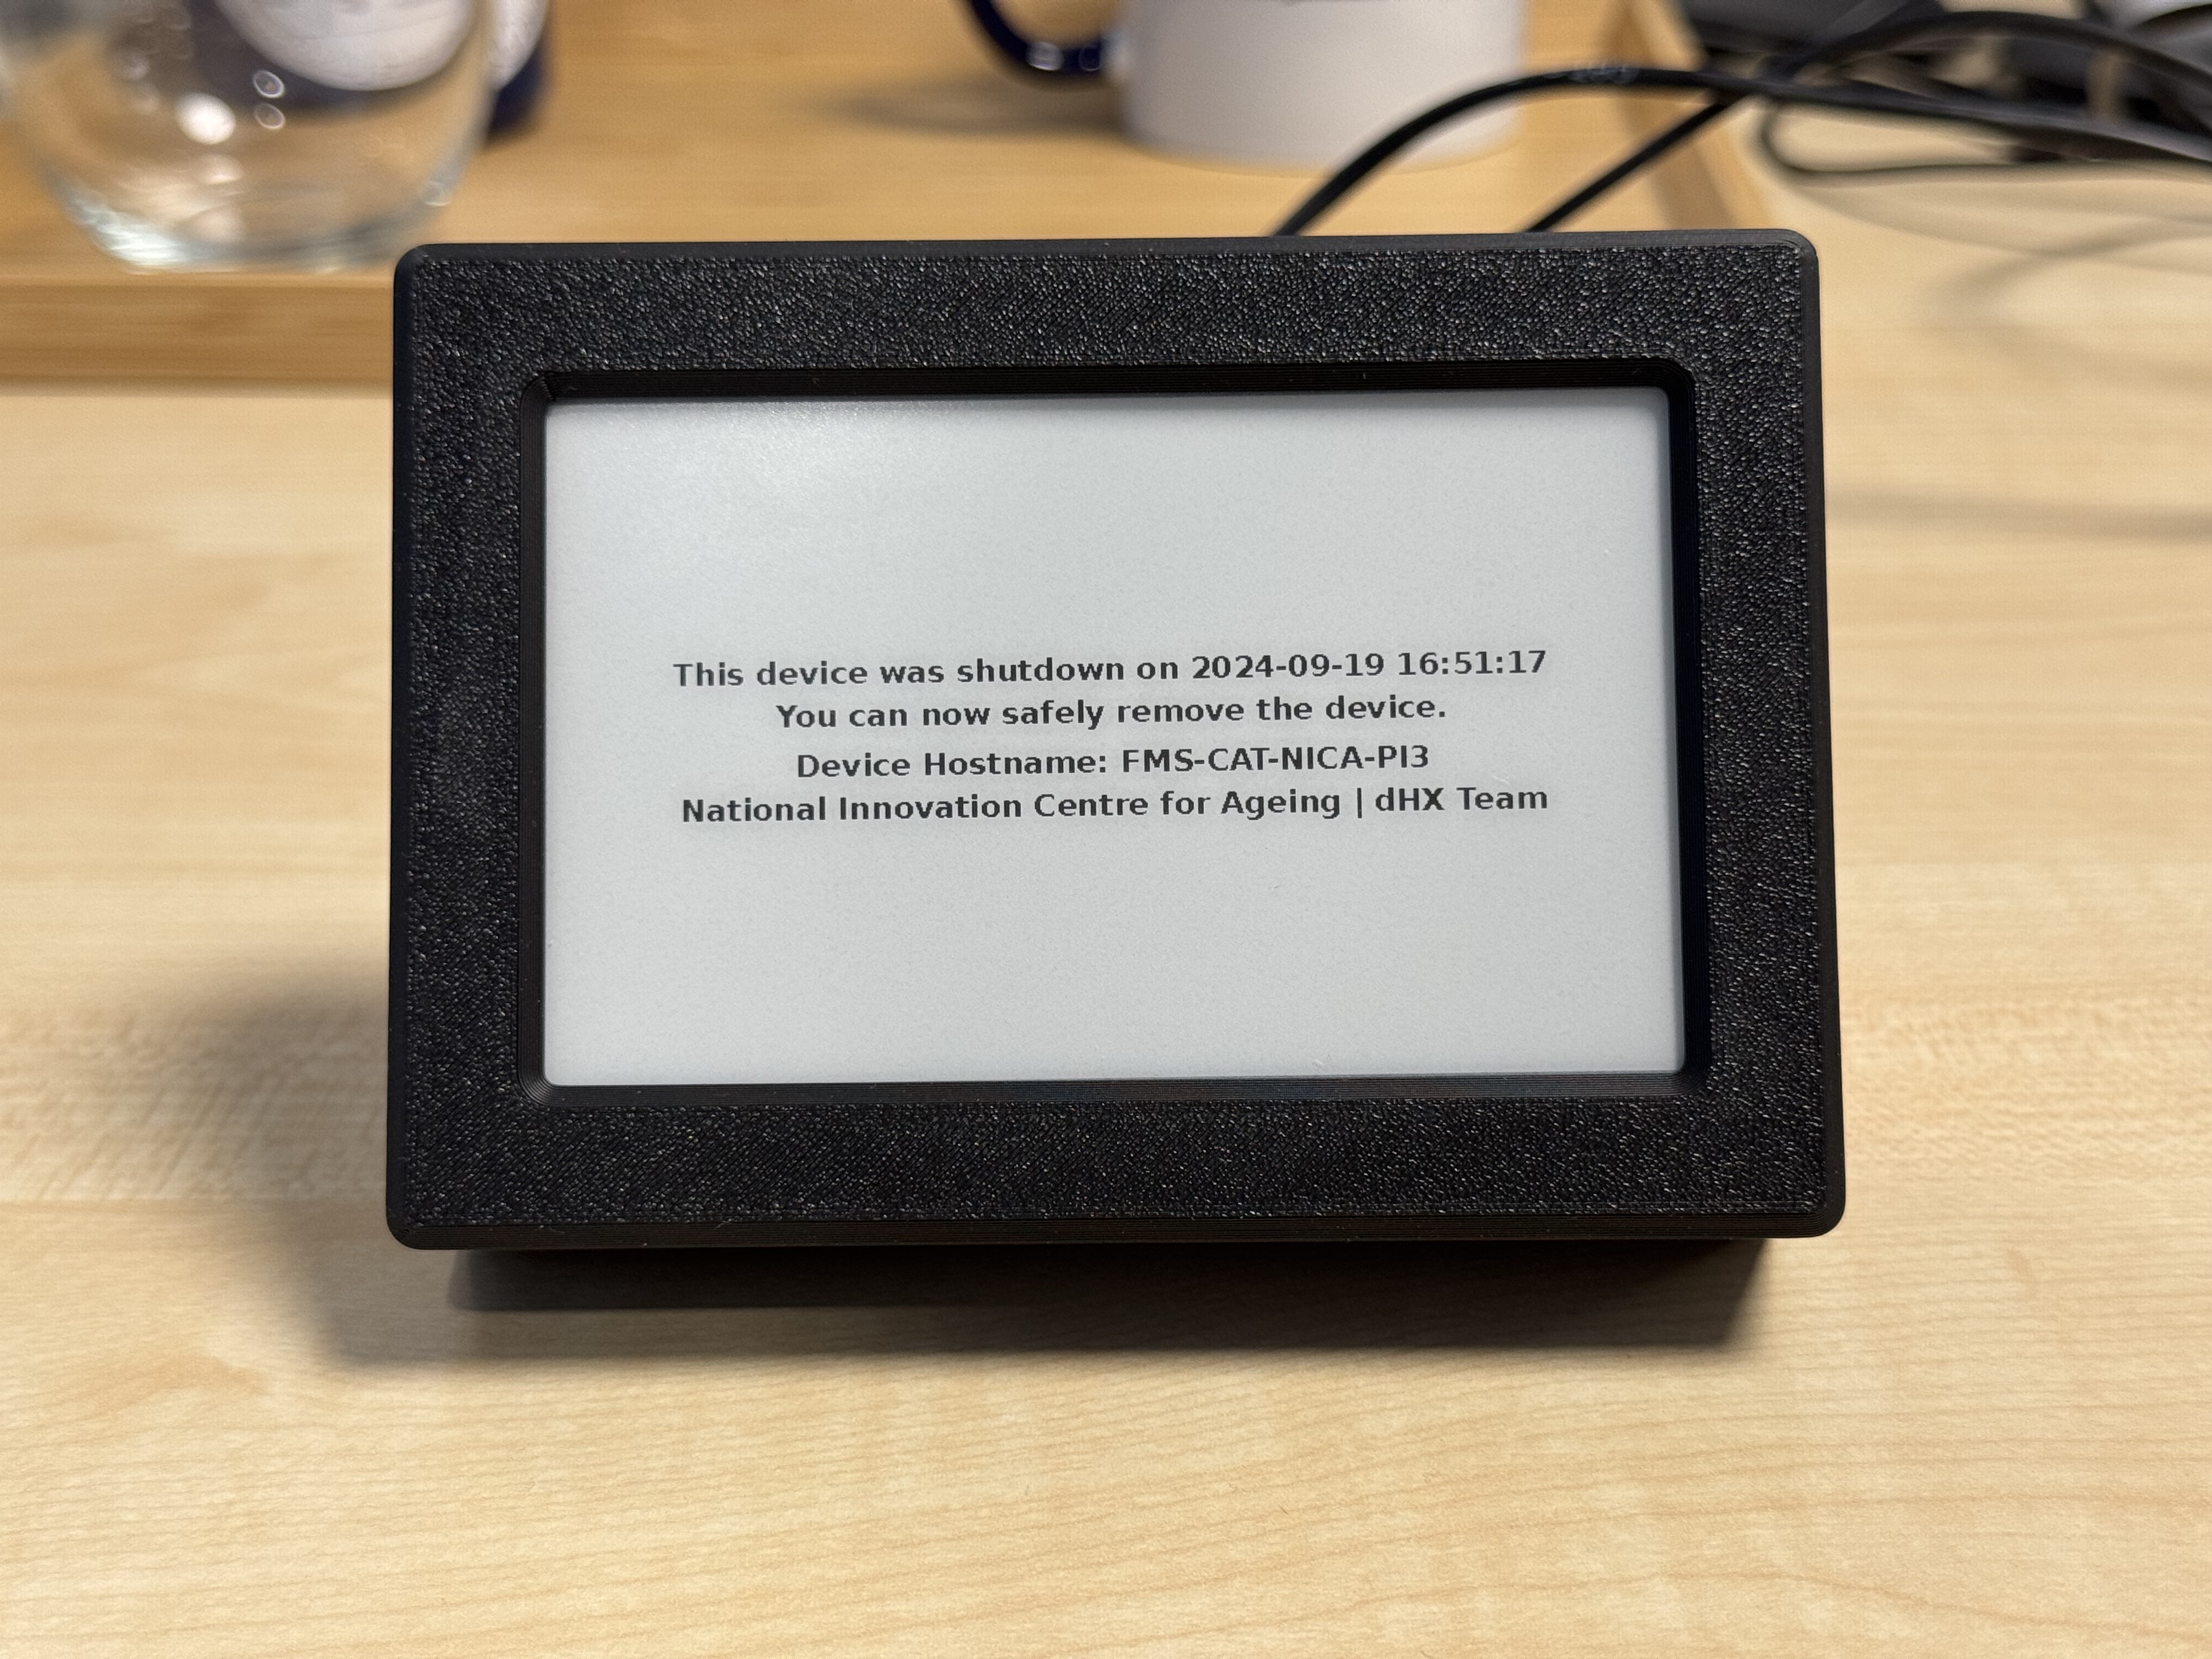 This device was shutdown on 2024-09-19 16:51:17
You can now safely remove the device.
Device Hostname: FMS-CAT-NICA-PI3
National Innovation Centre for Ageing | dHX Team